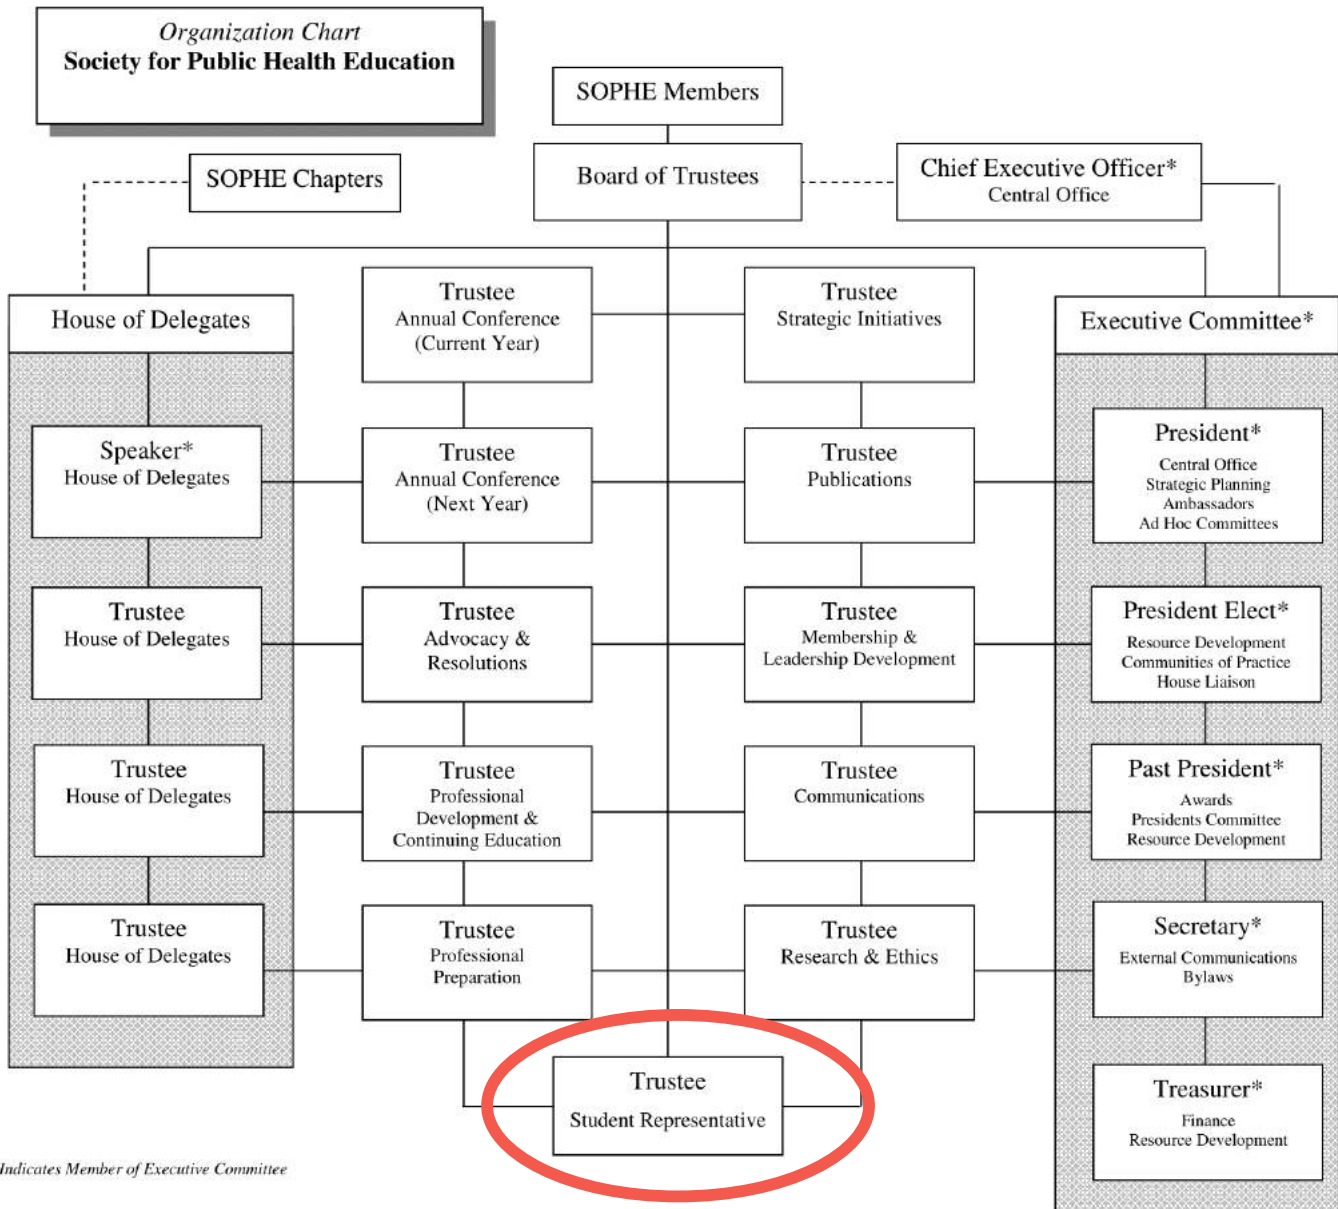 Organization Chart
Society for Public Health Education
SOPHE Members
SOPHE Chapters
Board of Trustees
Chief Executive Officer*
Central Office
House of Delegates
Speaker*
House of Delegates
Trustee
House of Delegates
Trustee
House of Delegates
Trustee
House of Delegates
Trustee
Annual Conference
(Current Year)
Trustee
Annual Conference
(Next Year)
Trustee
Advocacy &
Resolutions
Trustee
Professional
Development &
Continuing Education
Trustee
Professional
Preparation
Trustee
Strategic Initiatives
Trustee
Publications
Trustee
Membership &
Leadership Development
Trustee
Communications
Trustee
Research & Ethics
Trustee
Student Representative
Executive Committee*
President*
Central Office
Strategic Planning
Ambassadors
Ad Hoc Committees
President Elect*
Resource Development
Communities of Practice
House Liaison
Past President*
Awards
Presidents Committee
Resource Development
Secretary*
External Communications
Bylaws
Treasurer*
Finance
Resource Development
Indicates Member of Executive Committee